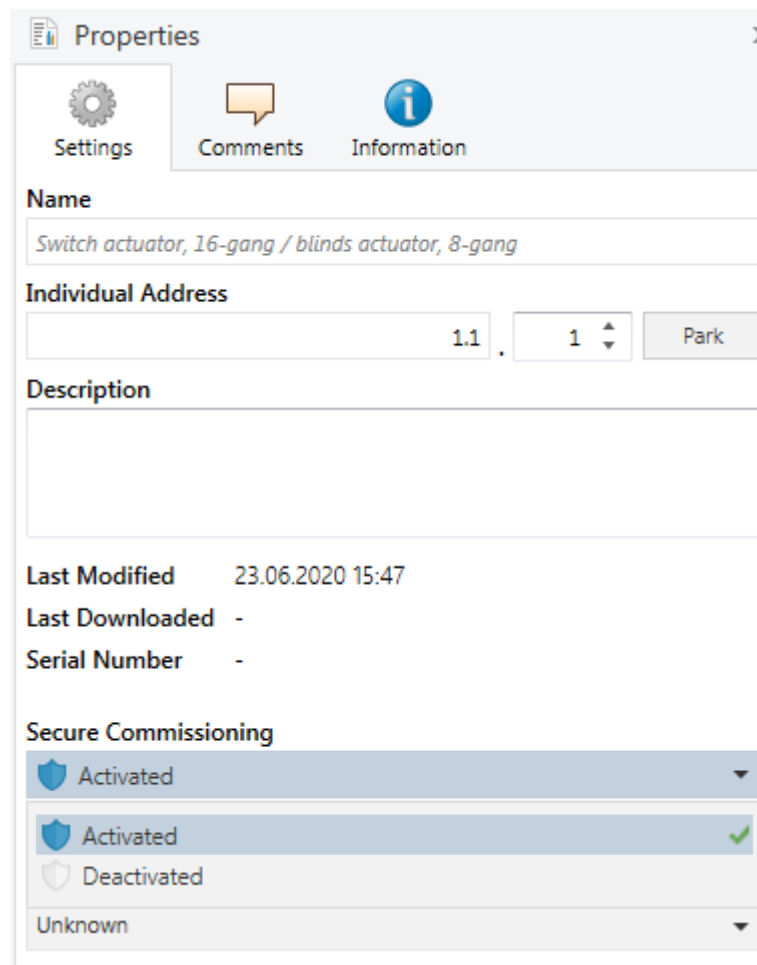 Properties
Settings Comments Information
Name
Switch actuator, 16-gang / blinds actuator, 8-gang
Individual Address
1.1 . 1 Park
Description
Last Modified 23.06.2020 15:47
Last Downloaded -
Serial Number -
Secure Commissioning
Activated
Activated
Deactivated
Unknown